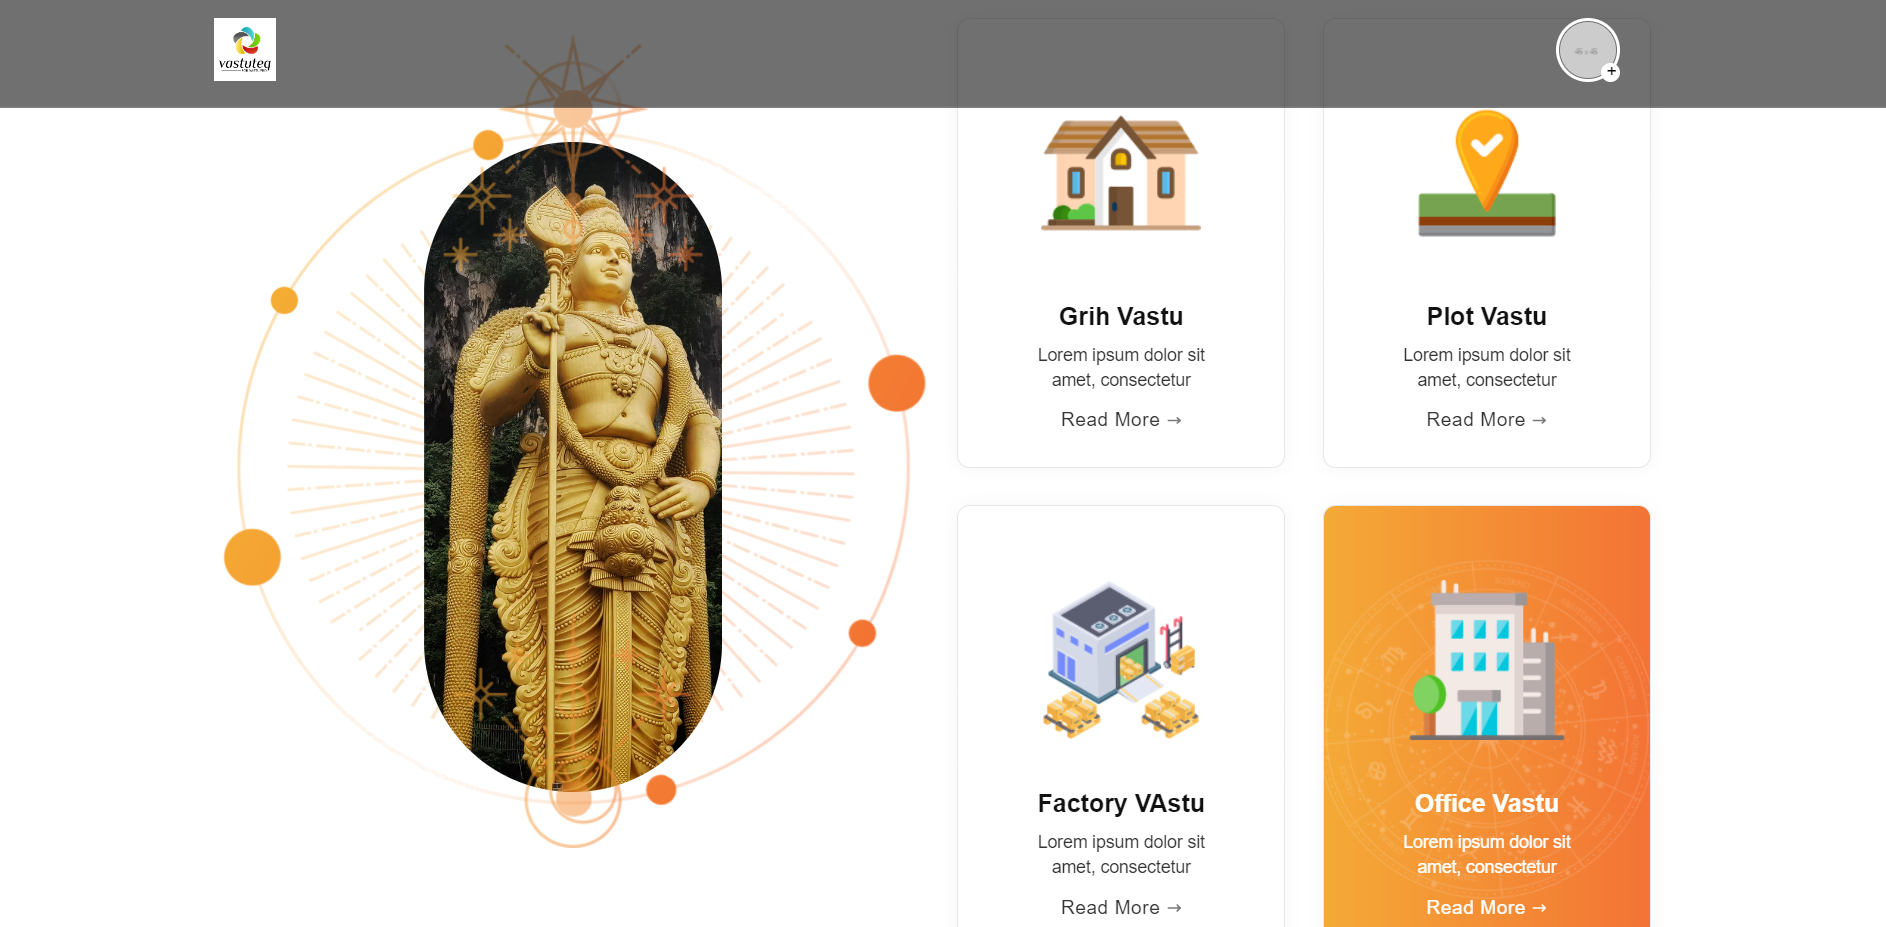 vastuteq
Grih Vastu
Lorem ipsum dolor sit
amet, consectetur
Read More →
Plot Vastu
Lorem ipsum dolor sit
amet, consectetur
Read More →
Factory VAstu
Lorem ipsum dolor sit
amet, consectetur
Read More →
Office Vastu
Lorem ipsum dolor sit
amet, consectetur
Read More →